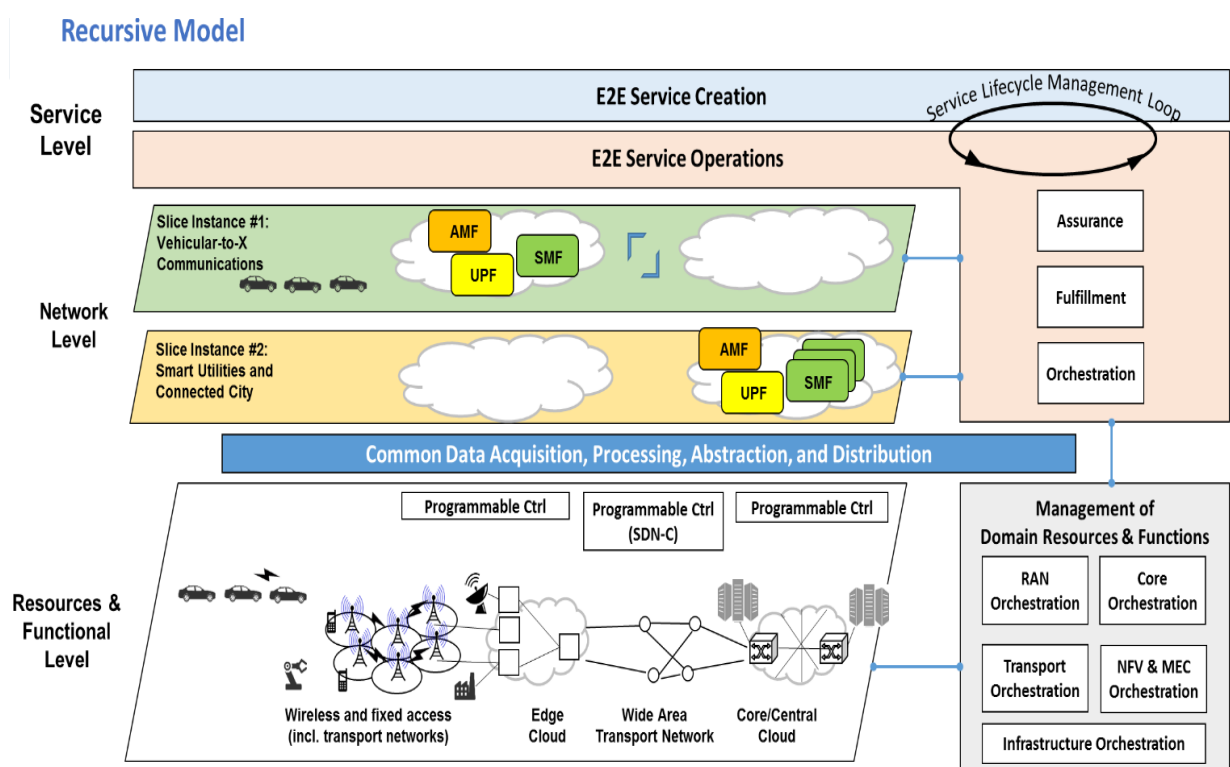 Recursive Model
Service
Level
E2E Service Creation
Service Lifecycle Management Loop
E2E Service Operations
Network
Level
Slice Instance #1:
Vehicular-to-X
Communications
AMF
SMF
UPF
Slice Instance #2:
Smart Utilities and
Connected City
AMF
SMF
UPF
Assurance
Fulfillment
Orchestration
Common Data Acquisition, Processing, Abstraction, and Distribution
Resources &
Functional
Level
Programmable Ctrl
Programmable Ctrl
(SDN-C)
Programmable Ctrl
Wireless and fixed access
(incl. transport networks)
Edge
Cloud
Wide Area
Transport Network
Core/Central
Cloud
Management of
Domain Resources & Functions
RAN
Orchestration
Core
Orchestration
Transport
Orchestration
NFV & MEC
Orchestration
Infrastructure Orchestration